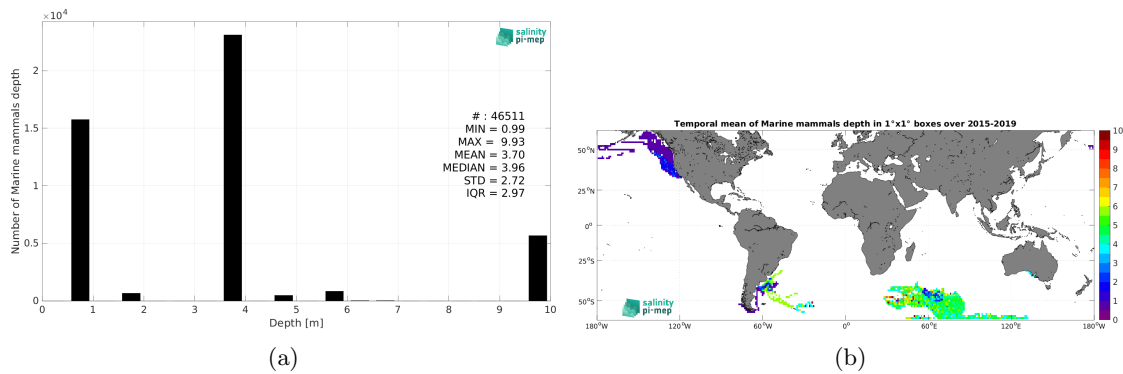 ×10⁴
2
1.5
1
0.5
0
Number of Marine mammals depth
salinity
pi-mep
# : 46511
MIN = 0.99
MAX = 9.93
MEAN = 3.70
MEDIAN = 3.96
STD = 2.72
IQR = 2.97
0 1 2 3 4 5 6 7 8 9 10
Depth [m]
(a)
Temporal mean of Marine mammals depth in 1°x1° boxes over 2015-2019
50°N
25°N
0°
25°S
50°S
salinity
pi-mep
180°W 120°W 60°W 0° 60°E 120°E 180°W
10
9
8
7
6
5
4
3
2
1
0
(b)